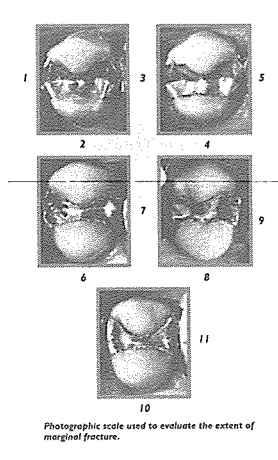 1 3 5
2 4
7 9
6 8
11
10
Photographic scale used to evaluate the extent of
marginal fracture.